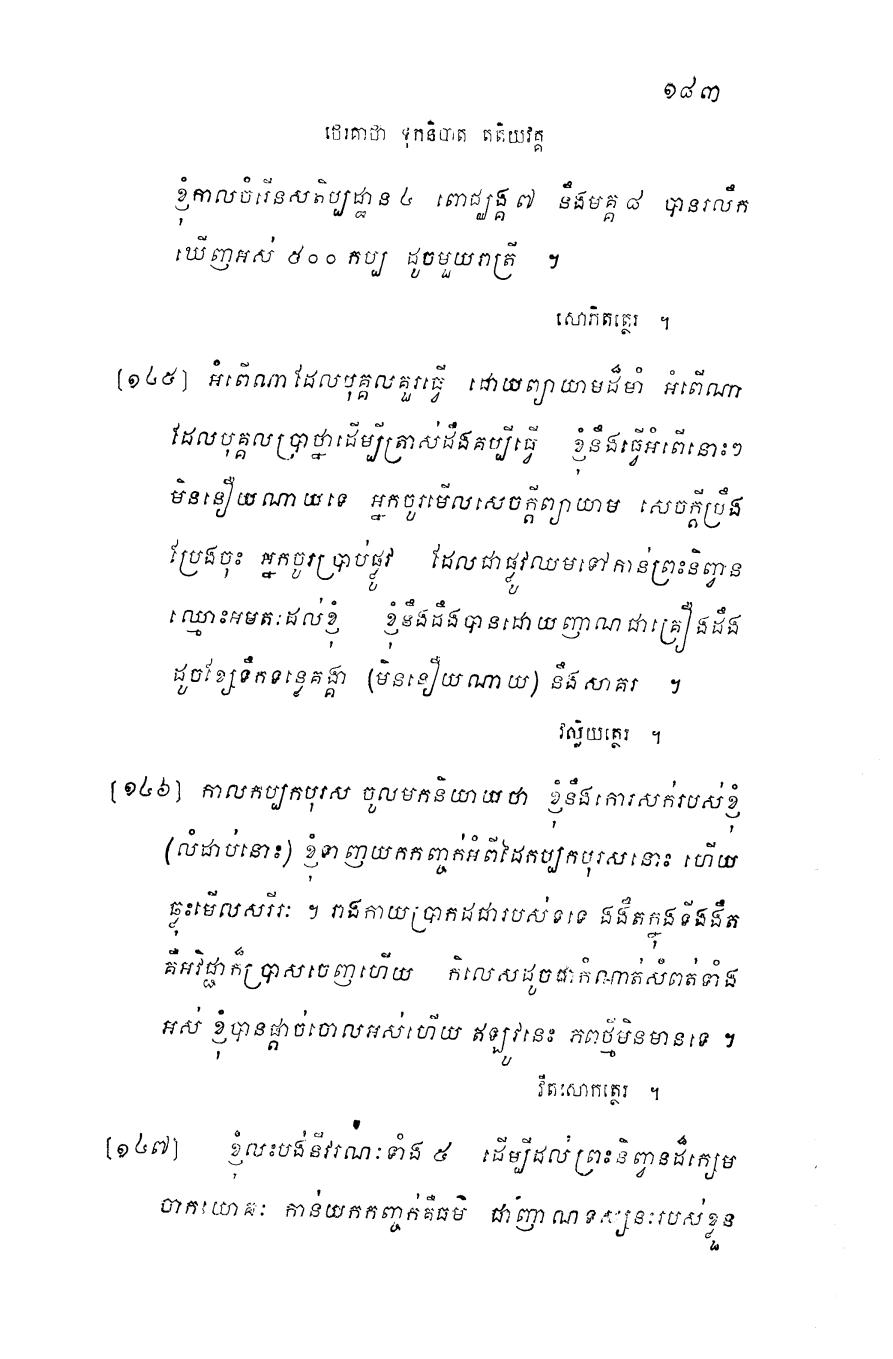 ១៨៣
ថេរគាថា ទុកនិបាត តតិយវគ្គ
ខ្ញុំកាលចំរើនសតិប្បដ្ឋាន ៤ ពោជ្ឈង្គ ៧ នឹងមគ្គ ៨ បានរលឹក
ឃើញអស់ ៥០០ កប្ប ដូចមួយរាត្រី ។
សោភិតត្ថេរ ។
[១៤៥] អំពើណាដែលបុគ្គលគួរធ្វើ ដោយព្យាយាមដ៏មាំ អំពើណា
ដែលបុគ្គលប្រាថ្នាដើម្បីត្រាស់ដឹងគប្បីធ្វើ ខ្ញុំនឹងធ្វើអំពើនោះៗ
មិននឿយណាយទេ អ្នកចូរមើលសេចក្តីព្យាយាម សេចក្តីប្រឹង
ប្រែងចុះ អ្នកចូរប្រាប់ផ្លូវ ដែលជាផ្លូវឈមទៅកាន់ព្រះនិញ្វន
ឈ្មោះអមតៈដល់ខ្ញុំ ខ្ញុំនឹងដឹងបានដោយញាណជាគ្រឿងដឹង
ដូចខ្សែទឹកទន្លេគង្គា (មិននឿយណាយ) នឹងសាគរ ។
វល្លិយត្ថេរ ។
[១៤៦] កាលកប្បកបុរស ចូលមកនិយាយថា ខ្ញុំនឹងកោរសក់របស់ខ្ញុំ
(លំដាប់នោះ) ខ្ញុំទាញយកកញ្ចក់អំពីដៃកប្បកបុរសនោះ ហើយ
ឆ្លុះមើលសរីរៈ ។ រាងកាយប្រាកដជារបស់ទទេ ងងឹតក្នុងទីងងឹត
គឺអវិជ្ជាក៏ប្រាសចេញហើយ កិលេសដូចជាកំណាត់សំពត់ទាំង
អស់ ខ្ញុំបានផ្តាច់ចោលអស់ហើយ ឥឡូវនេះ ភពថ្មីមិនមានទេ ។
វីតសោកត្ថេរ ។
[១៤៧] ខ្ញុំលះបង់នីវរណៈទាំង ៥ ដើម្បីដល់ព្រះនិញ្វនដ៏ក្សេម
ចាកយោគៈ កាន់យកកញ្ចក់គឺធម៌ ជាញាណទស្សនៈរបស់ខ្លួន